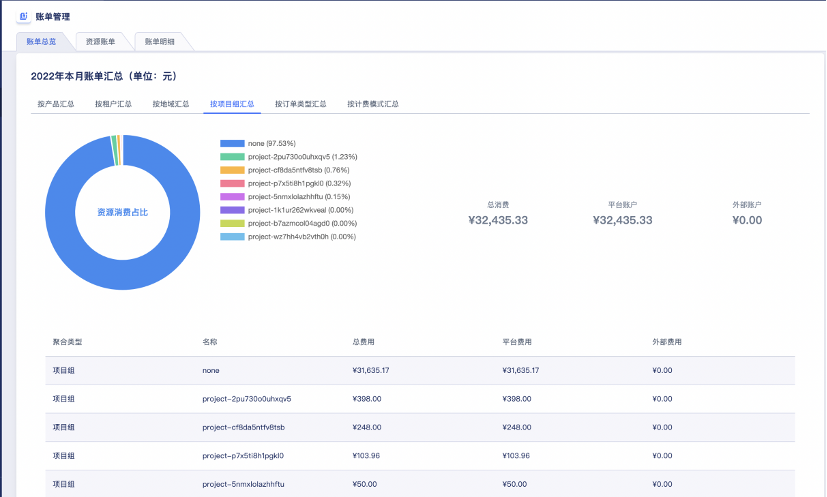 账单管理
账单总览 资源账单 账单明细
2022年本月账单汇总（单位：元）
按产品汇总 按租户汇总 按地域汇总 按项目组汇总 按订单类型汇总 按计费模式汇总
资源消费占比
none (97.53%)
project-2pu730o0uhxqv5 (1.23%)
project-cf8da5ntfv8tsb (0.76%)
project-p7x5ti8h1pgkl0 (0.32%)
project-5nmxlolazhhftu (0.15%)
project-1k1ur262wkveal (0.00%)
project-b7azmcol04agd0 (0.00%)
project-wz7hh4vb2vth0h (0.00%)
总消费 平台账户 外部账户
¥32,435.33 ¥32,435.33 ¥0.00
聚合类型 名称 总费用 平台费用 外部费用
项目组 none ¥31,635.17 ¥31,635.17 ¥0.00
项目组 project-2pu730o0uhxqv5 ¥398.00 ¥398.00 ¥0.00
项目组 project-cf8da5ntfv8tsb ¥248.00 ¥248.00 ¥0.00
项目组 project-p7x5ti8h1pgkl0 ¥103.96 ¥103.96 ¥0.00
项目组 project-5nmxlolazhhftu ¥50.00 ¥50.00 ¥0.00